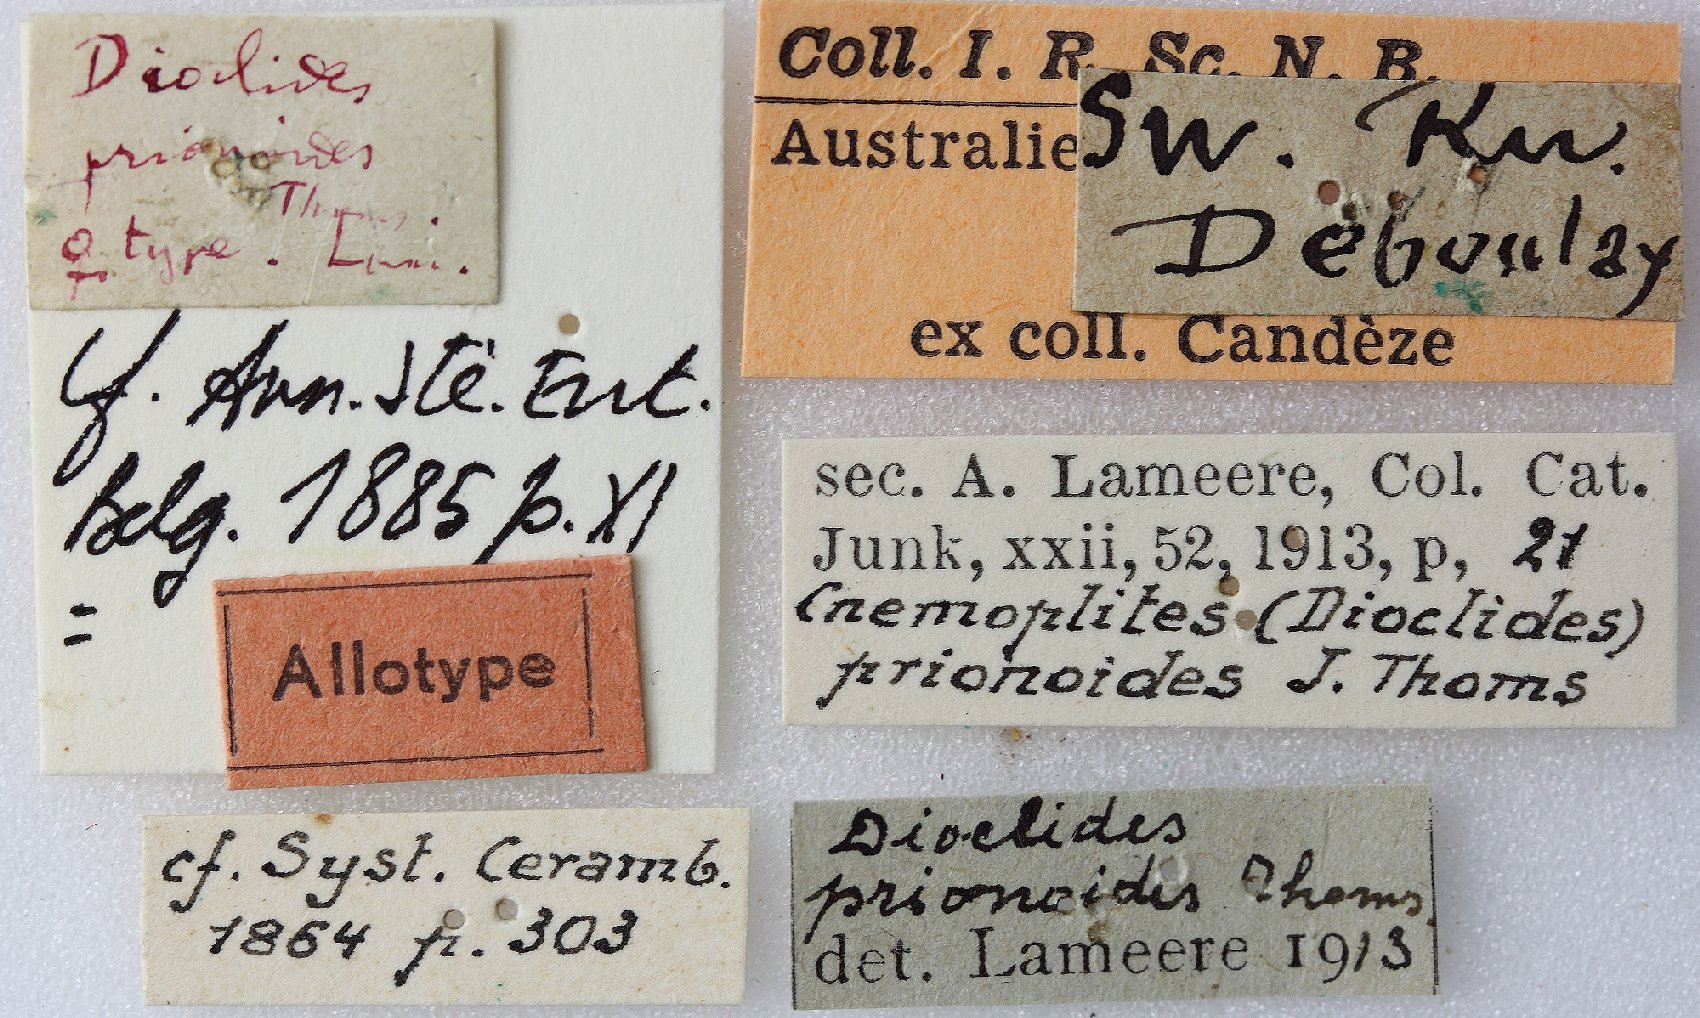 Dioclides
prionoides
Thoms.
♀ type. Lam.
cf. Ann. Sté. Ent.
Belg. 1885 p. XI
=
Allotype
cf. Syst. Ceramb.
1864 p. 303
Coll. I. R. Sc. N. B.
Australie
SW. Riv.
Deboulay
ex coll. Candèze
sec. A. Lameere, Col. Cat.
Junk, xxii, 52, 1913, p, 21
Cnemoplites (Dioclides)
prionoides J. Thoms
Dioclides
prionoides Thoms.
det. Lameere 1913